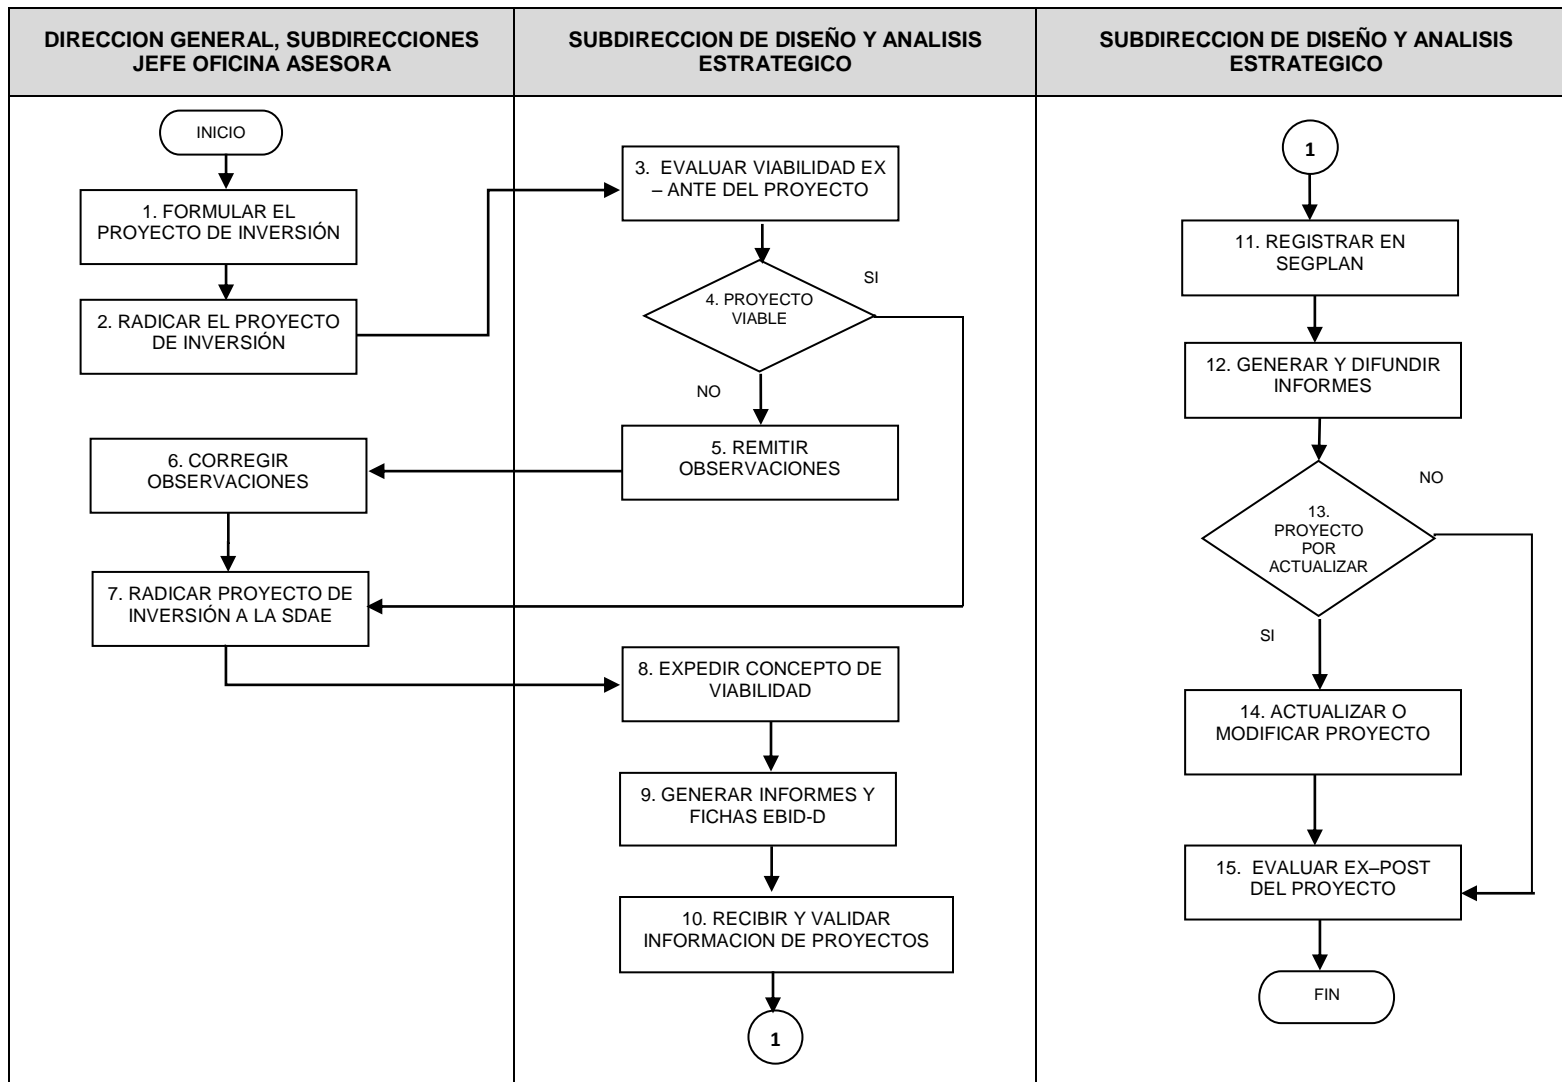 DIRECCION GENERAL, SUBDIRECCIONES
JEFE OFICINA ASESORA
SUBDIRECCION DE DISEÑO Y ANALISIS
ESTRATEGICO
SUBDIRECCION DE DISEÑO Y ANALISIS
ESTRATEGICO
INICIO
1. FORMULAR EL
PROYECTO DE INVERSIÓN
2. RADICAR EL PROYECTO
DE INVERSIÓN
3. EVALUAR VIABILIDAD EX
– ANTE DEL PROYECTO
4. PROYECTO
VIABLE
SI
NO
5. REMITIR
OBSERVACIONES
6. CORREGIR
OBSERVACIONES
7. RADICAR PROYECTO DE
INVERSIÓN A LA SDAE
8. EXPEDIR CONCEPTO DE
VIABILIDAD
9. GENERAR INFORMES Y
FICHAS EBID-D
10. RECIBIR Y VALIDAR
INFORMACION DE PROYECTOS
1
1
11. REGISTRAR EN
SEGPLAN
12. GENERAR Y DIFUNDIR
INFORMES
13.
PROYECTO
POR
ACTUALIZAR
NO
SI
14. ACTUALIZAR O
MODIFICAR PROYECTO
15. EVALUAR EX–POST
DEL PROYECTO
FIN